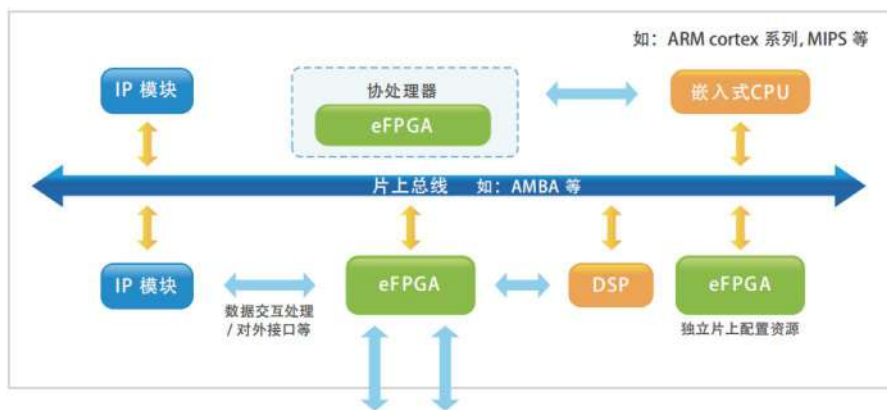 如：ARM cortex 系列, MIPS 等
IP 模块
协处理器
eFPGA
嵌入式CPU
片上总线 如：AMBA 等
IP 模块
数据交互处理
/ 对外接口等
eFPGA
DSP
eFPGA
独立片上配置资源